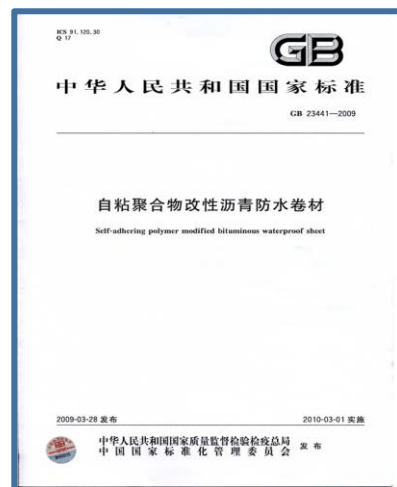 ICS 91.120.30
Q 17
GB
中华人民共和国国家标准
GB 23441—2009
自粘聚合物改性沥青防水卷材
Self-adhering polymer modified bituminous waterproof sheet
2009-03-28 发布
2010-03-01 实施
中华人民共和国国家质量监督检验检疫总局
中国国家标准化管理委员会
发布